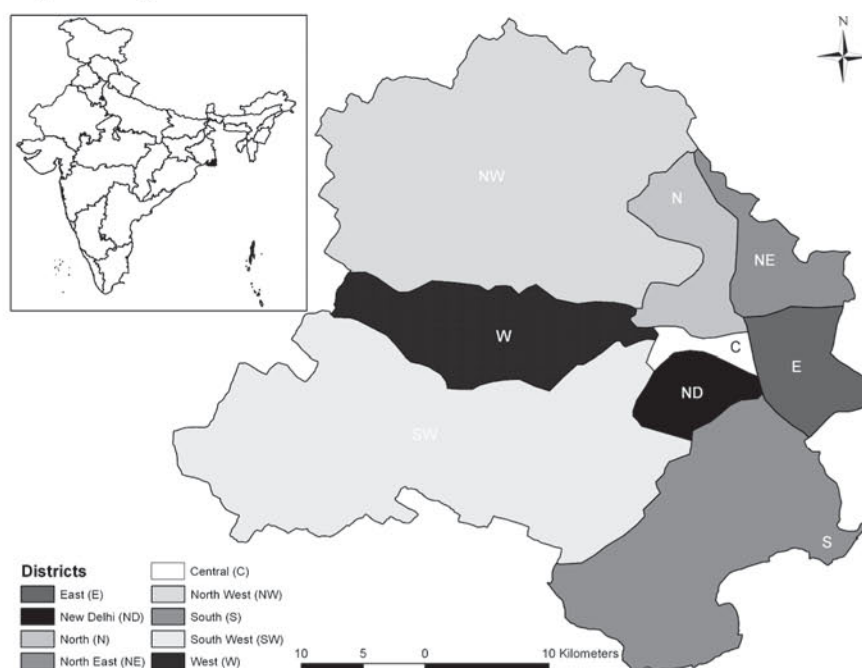 N
NW
N
NE
W
C
E
ND
SW
S
Districts
East (E)
New Delhi (ND)
North (N)
North East (NE)
Central (C)
North West (NW)
South (S)
South West (SW)
West (W)
10 5 0 10 Kilometers